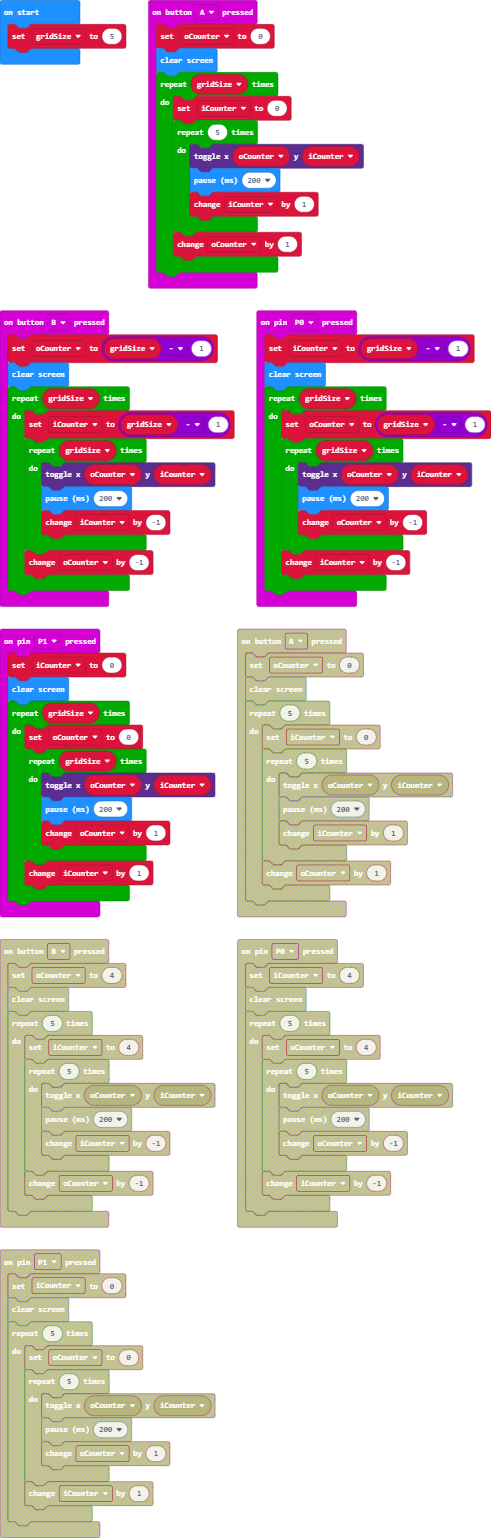 on start
set gridSize to 5
on button A pressed
set oCounter to 0
clear screen
repeat gridSize times
do
set iCounter to 0
repeat 5 times
do
toggle x oCounter y iCounter
pause (ms) 200
change iCounter by 1
change oCounter by 1
on button B pressed
set oCounter to gridSize - 1
clear screen
repeat gridSize times
do
set iCounter to gridSize - 1
repeat gridSize times
do
toggle x oCounter y iCounter
pause (ms) 200
change iCounter by -1
change oCounter by -1
on pin P0 pressed
set iCounter to gridSize - 1
clear screen
repeat gridSize times
do
set oCounter to gridSize - 1
repeat gridSize times
do
toggle x oCounter y iCounter
pause (ms) 200
change oCounter by -1
change iCounter by -1
on pin P1 pressed
set iCounter to 0
clear screen
repeat gridSize times
do
set oCounter to 0
repeat gridSize times
do
toggle x oCounter y iCounter
pause (ms) 200
change oCounter by 1
change iCounter by 1
on button A pressed
set oCounter to 0
clear screen
repeat 5 times
do
set iCounter to 0
repeat 5 times
do
toggle x oCounter y iCounter
pause (ms) 200
change iCounter by 1
change oCounter by 1
on button B pressed
set oCounter to 4
clear screen
repeat 5 times
do
set iCounter to 4
repeat 5 times
do
toggle x oCounter y iCounter
pause (ms) 200
change iCounter by -1
change oCounter by -1
on pin P0 pressed
set iCounter to 4
clear screen
repeat 5 times
do
set oCounter to 4
repeat 5 times
do
toggle x oCounter y iCounter
pause (ms) 200
change oCounter by -1
change iCounter by -1
on pin P1 pressed
set iCounter to 0
clear screen
repeat 5 times
do
set oCounter to 0
repeat 5 times
do
toggle x oCounter y iCounter
pause (ms) 200
change oCounter by 1
change iCounter by 1